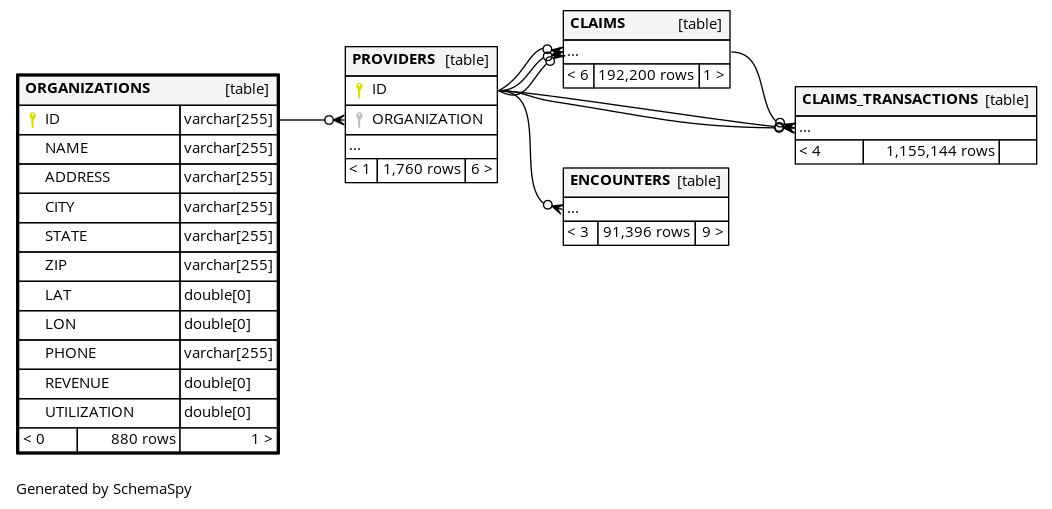 ORGANIZATIONS [table]
ID varchar[255]
NAME varchar[255]
ADDRESS varchar[255]
CITY varchar[255]
STATE varchar[255]
ZIP varchar[255]
LAT double[0]
LON double[0]
PHONE varchar[255]
REVENUE double[0]
UTILIZATION double[0]
< 0 880 rows 1 >
PROVIDERS [table]
ID
ORGANIZATION
...
< 1 1,760 rows 6 >
CLAIMS [table]
...
< 6 192,200 rows 1 >
ENCOUNTERS [table]
...
< 3 91,396 rows 9 >
CLAIMS_TRANSACTIONS [table]
...
< 4 1,155,144 rows
Generated by SchemaSpy